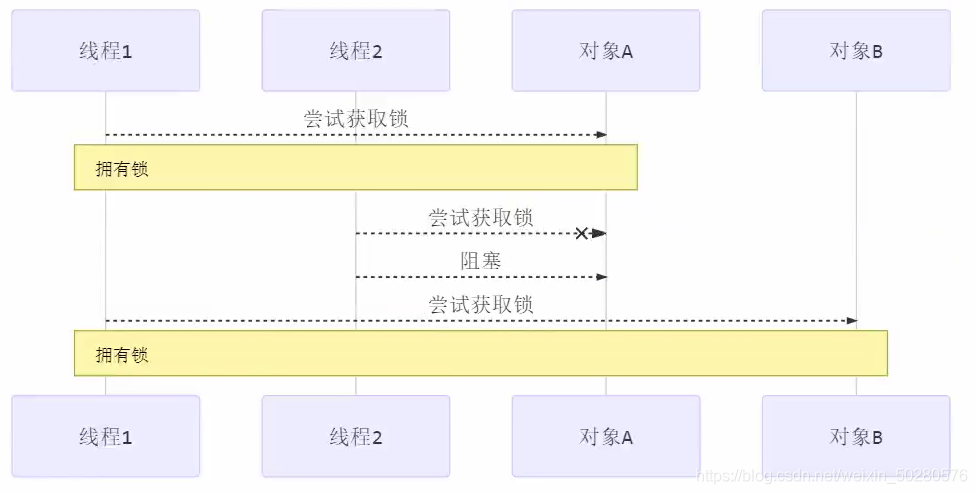 线程1
线程2
对象A
对象B
尝试获取锁
拥有锁
尝试获取锁
阻塞
尝试获取锁
拥有锁
线程1
线程2
对象A
对象B
https://blog.csdn.net/weixin_50280576